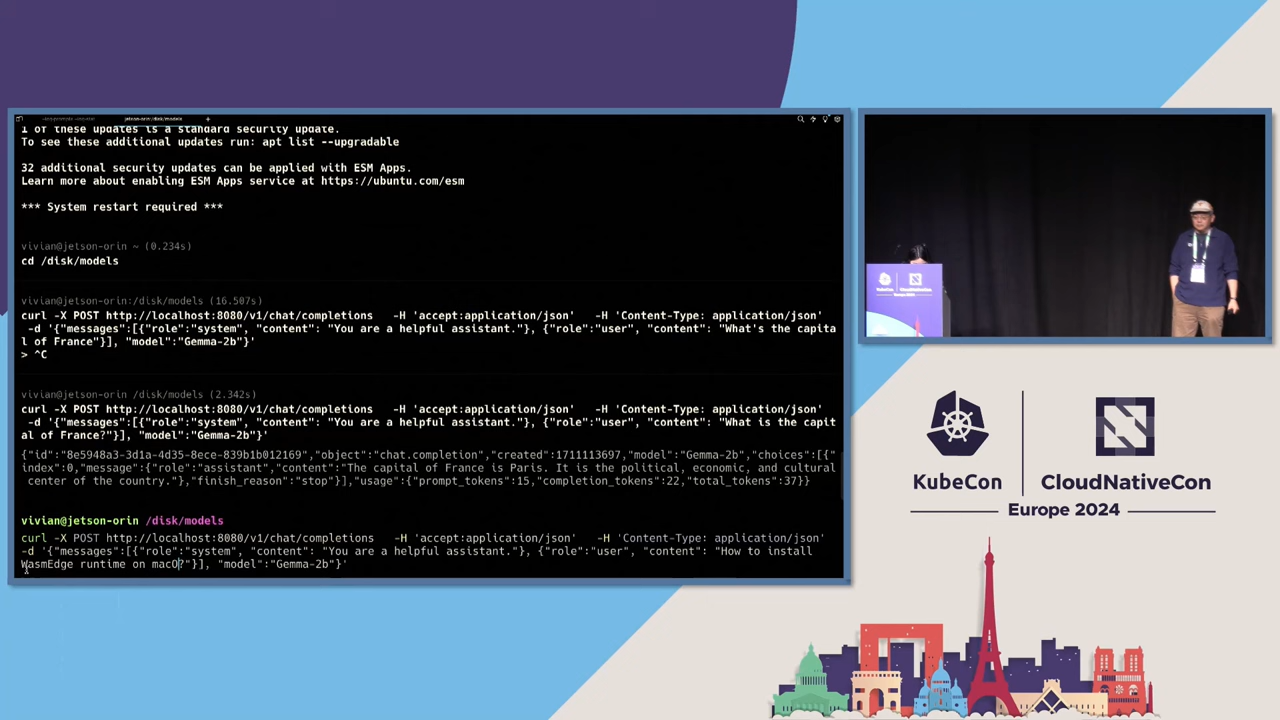 jetson-orin:/disk/models
1 of these updates is a standard security update.
To see these additional updates run: apt list --upgradable
32 additional security updates can be applied with ESM Apps.
Learn more about enabling ESM Apps service at https://ubuntu.com/esm
*** System restart required ***
vivian@jetson-orin ~ (0.234s)
cd /disk/models
vivian@jetson-orin:/disk/models (16.507s)
curl -X POST http://localhost:8080/v1/chat/completions   -H 'accept:application/json'   -H 'Content-Type: application/json'
-d '{"messages":[{"role":"system", "content": "You are a helpful assistant."}, {"role":"user", "content": "What's the capita
l of France"}], "model":"Gemma-2b"}'
> ^C
vivian@jetson-orin /disk/models (2.342s)
curl -X POST http://localhost:8080/v1/chat/completions   -H 'accept:application/json'   -H 'Content-Type: application/json'
-d '{"messages":[{"role":"system", "content": "You are a helpful assistant."}, {"role":"user", "content": "What is the capit
al of France?"}], "model":"Gemma-2b"}'
{"id":"8e5948a3-3d1a-4d35-8ece-839b1b012169","object":"chat.completion","created":1711113697,"model":"Gemma-2b","choices":[{"
index":0,"message":{"role":"assistant","content":"The capital of France is Paris. It is the political, economic, and cultural
center of the country."},"finish_reason":"stop"}],"usage":{"prompt_tokens":15,"completion_tokens":22,"total_tokens":37}}
vivian@jetson-orin /disk/models
curl -X POST http://localhost:8080/v1/chat/completions   -H 'accept:application/json'   -H 'Content-Type: application/json'
-d '{"messages":[{"role":"system", "content": "You are a helpful assistant."}, {"role":"user", "content": "How to install
WasmEdge runtime on macO?"}], "model":"Gemma-2b"}'
KubeCon
CloudNativeCon
Europe 2024
KubeCon
CloudNativeCon
Europe 2024